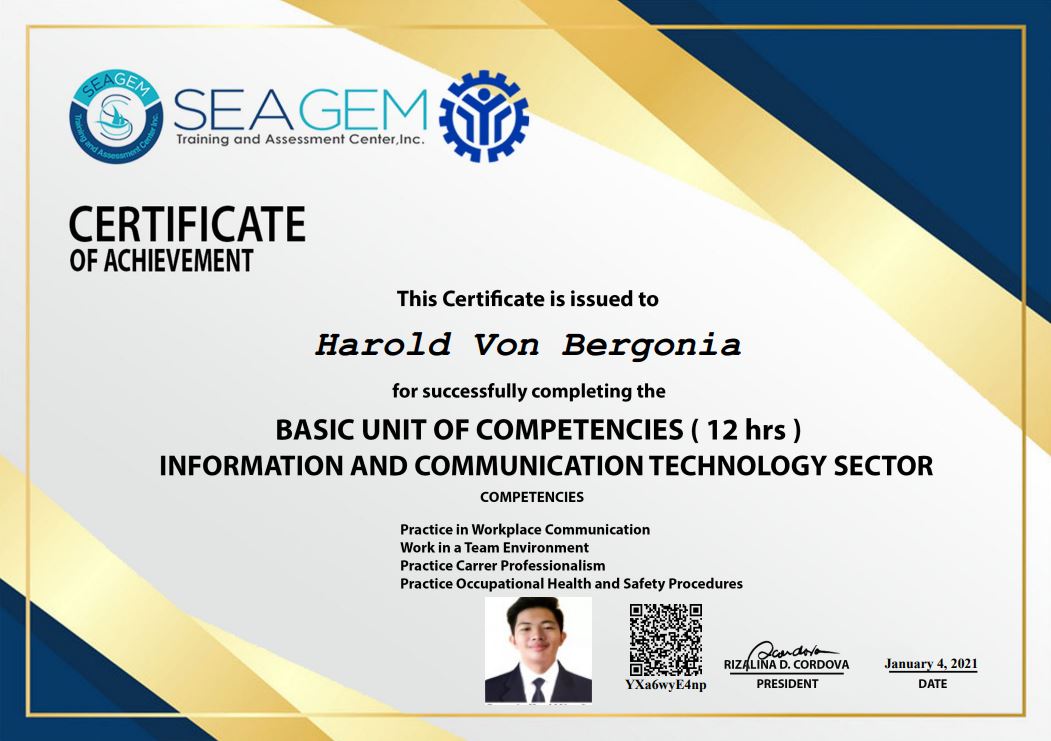 SEAGEM
Training and Assessment Center Inc.
SEAGEM
Training and Assessment Center,Inc.
CERTIFICATE
OF ACHIEVEMENT
This Certificate is issued to
Harold Von Bergonia
for successfully completing the
BASIC UNIT OF COMPETENCIES ( 12 hrs )
INFORMATION AND COMMUNICATION TECHNOLOGY SECTOR
COMPETENCIES
Practice in Workplace Communication
Work in a Team Environment
Practice Carrer Professionalism
Practice Occupational Health and Safety Procedures
YXa6wyE4np
RIZALINA D. CORDOVA
PRESIDENT
January 4, 2021
DATE